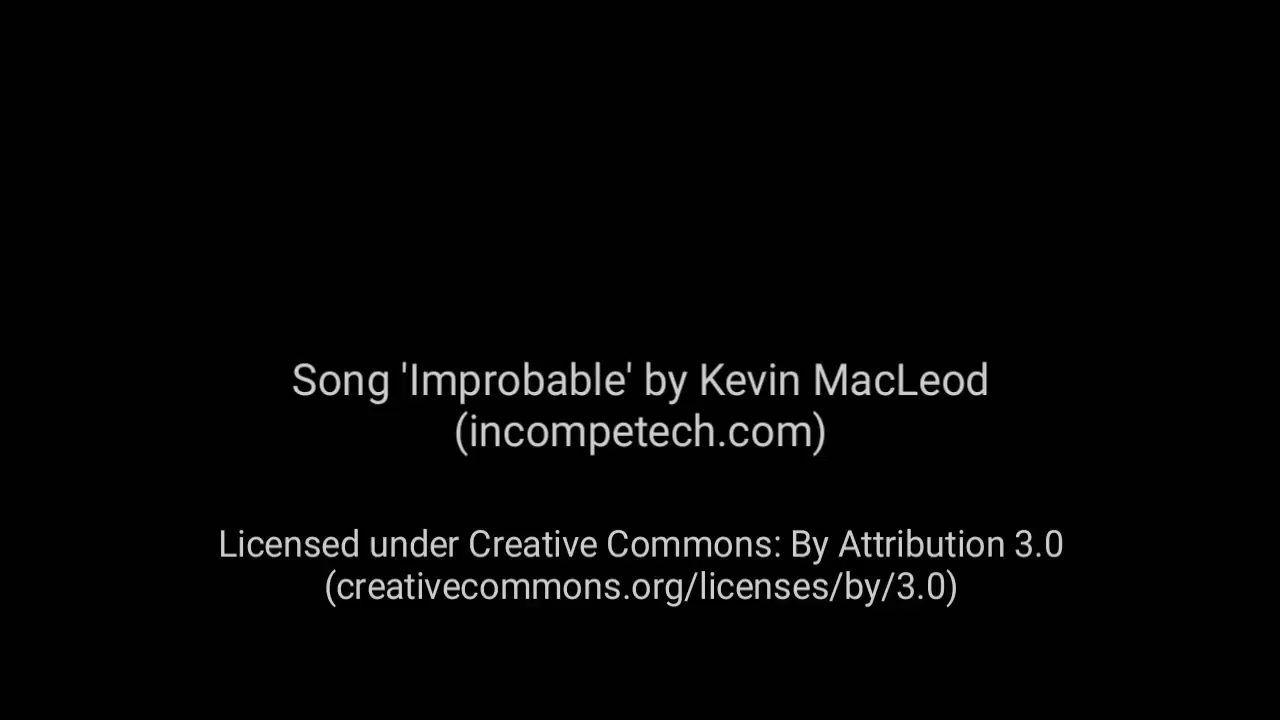 Song 'Improbable' by Kevin MacLeod
(incompetech.com)
Licensed under Creative Commons: By Attribution 3.0
(creativecommons.org/licenses/by/3.0)